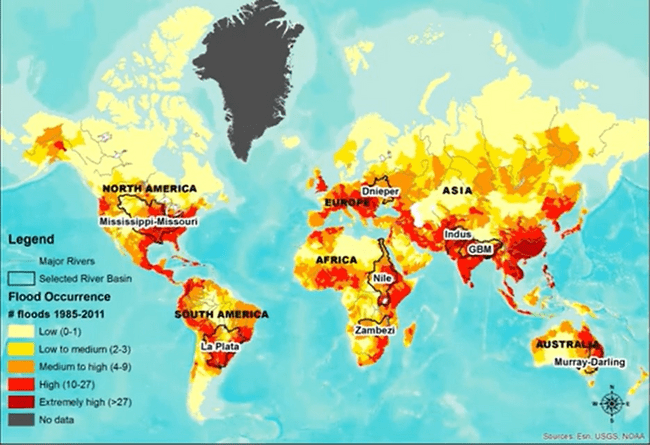 NORTH AMERICA
Mississippi-Missouri
SOUTH AMERICA
La Plata
EUROPE
Dnieper
ASIA
Indus
GBM
AFRICA
Nile
Zambezi
AUSTRALIA
Murray-Darling
Legend
Major Rivers
Selected River Basin
Flood Occurrence
# floods 1985-2011
Low (0-1)
Low to medium (2-3)
Medium to high (4-9)
High (10-27)
Extremely high (>27)
No data
N
W
E
S
Sources: Esri, USGS, NOAA